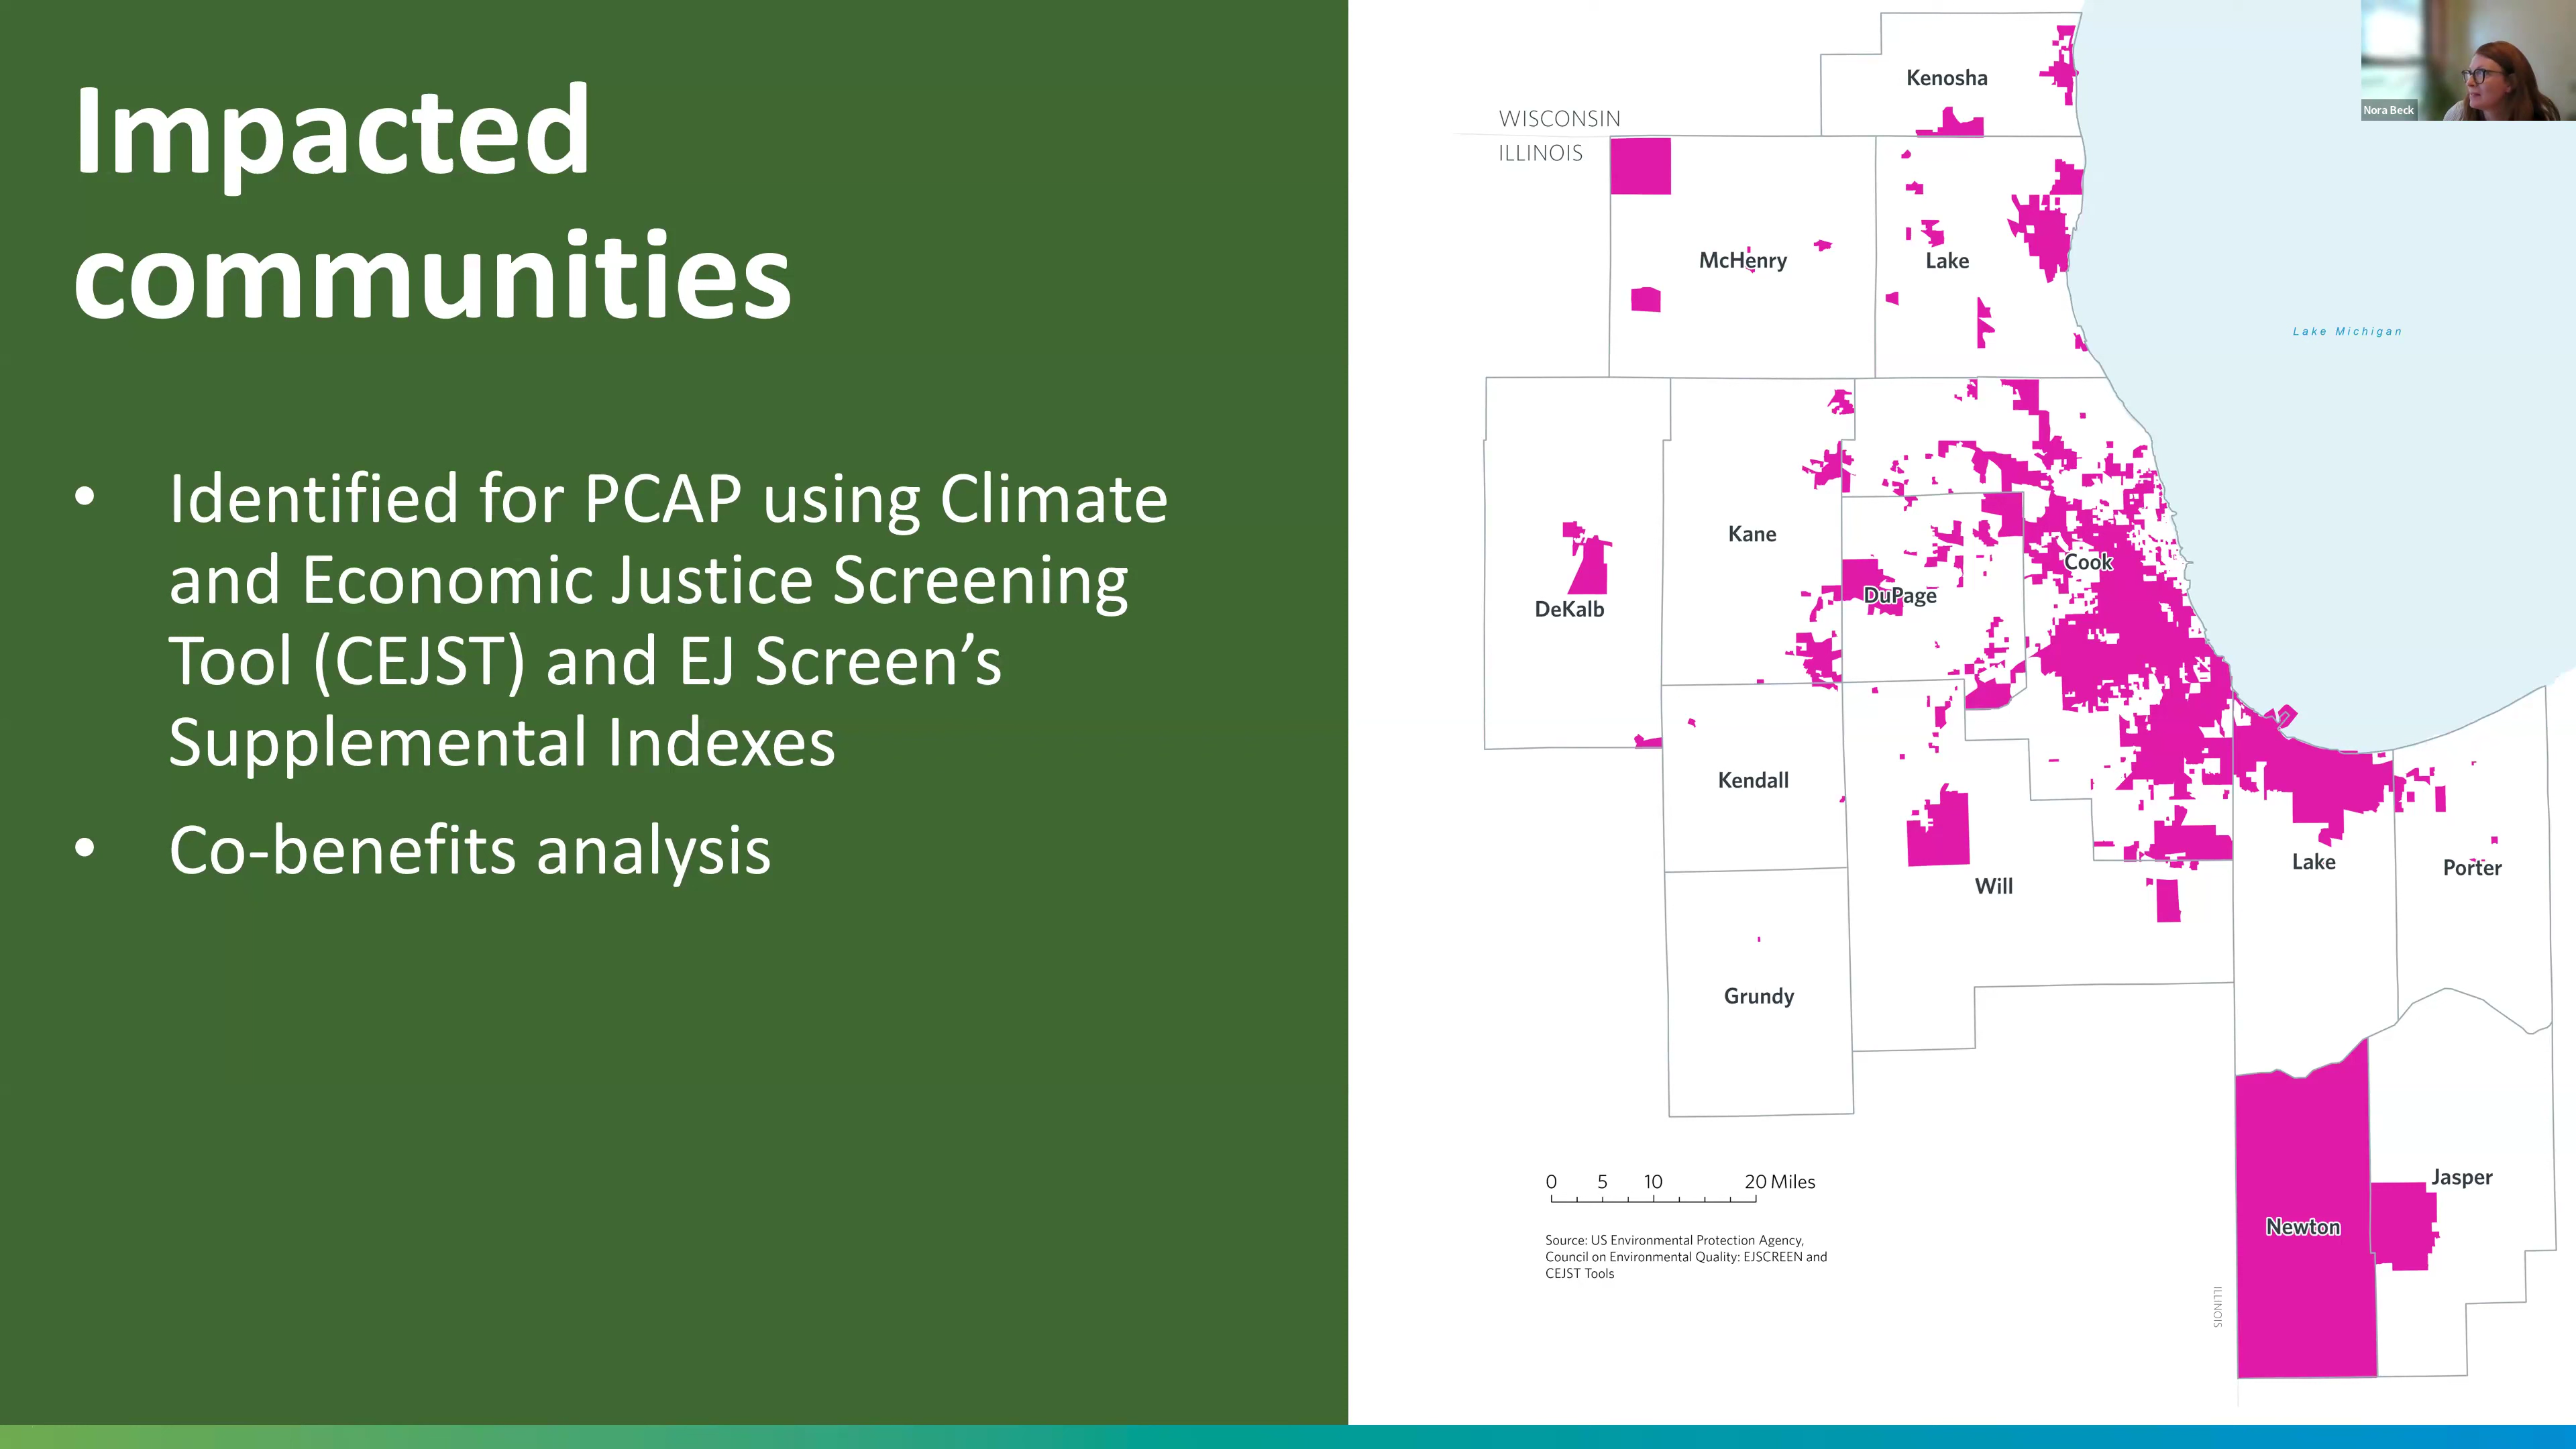 Impacted
communities
• Identified for PCAP using Climate
and Economic Justice Screening
Tool (CEJST) and EJ Screen’s
Supplemental Indexes
• Co-benefits analysis
Nora Beck
WISCONSIN
ILLINOIS
Kenosha
McHenry
Lake
Lake Michigan
DeKalb
Kane
DuPage
Cook
Kendall
Will
Lake
Porter
Grundy
Newton
Jasper
ILLINOIS
0 5 10 20 Miles
Source: US Environmental Protection Agency,
Council on Environmental Quality: EJSCREEN and
CEJST Tools